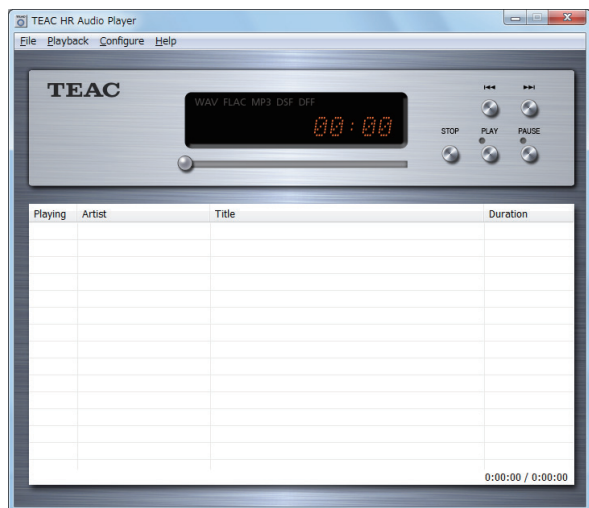 TEAC HR Audio Player
File Playback Configure Help
TEAC
WAV FLAC MP3 DSF DFF
00:00
STOP PLAY PAUSE
Playing Artist Title Duration
0:00:00 / 0:00:00